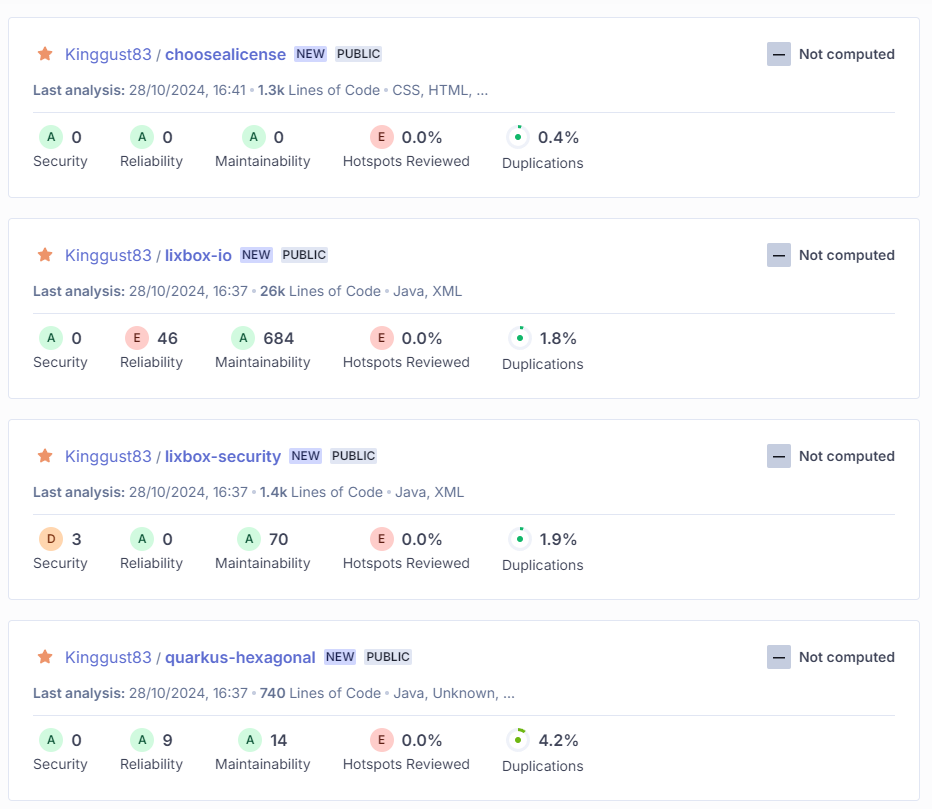 Kinggust83 / choosealicense NEW PUBLIC — Not computed
Last analysis: 28/10/2024, 16:41 • 1.3k Lines of Code • CSS, HTML, ...
A 0 A 0 A 0 E 0.0% 0.4%
Security Reliability Maintainability Hotspots Reviewed Duplications
Kinggust83 / lixbox-io NEW PUBLIC — Not computed
Last analysis: 28/10/2024, 16:37 • 26k Lines of Code • Java, XML
A 0 E 46 A 684 E 0.0% 1.8%
Security Reliability Maintainability Hotspots Reviewed Duplications
Kinggust83 / lixbox-security NEW PUBLIC — Not computed
Last analysis: 28/10/2024, 16:37 • 1.4k Lines of Code • Java, XML
D 3 A 0 A 70 E 0.0% 1.9%
Security Reliability Maintainability Hotspots Reviewed Duplications
Kinggust83 / quarkus-hexagonal NEW PUBLIC — Not computed
Last analysis: 28/10/2024, 16:37 • 740 Lines of Code • Java, Unknown, ...
A 0 A 9 A 14 E 0.0% 4.2%
Security Reliability Maintainability Hotspots Reviewed Duplications